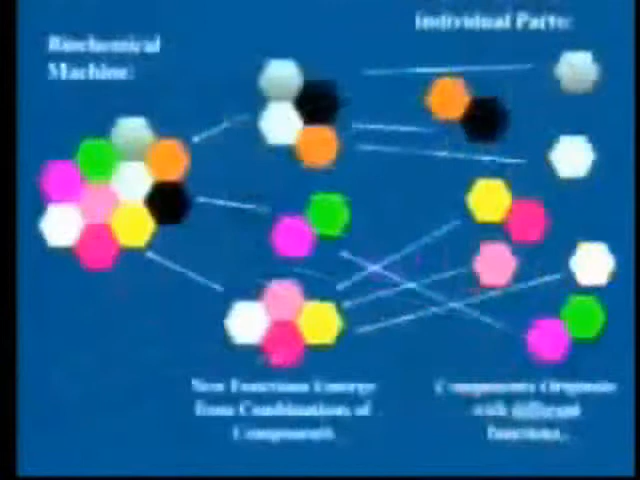 Biochemical
Machine:
Individual Parts:
New Functions Emerge
from Combinations of
Components
Components Originate
with different
functions.